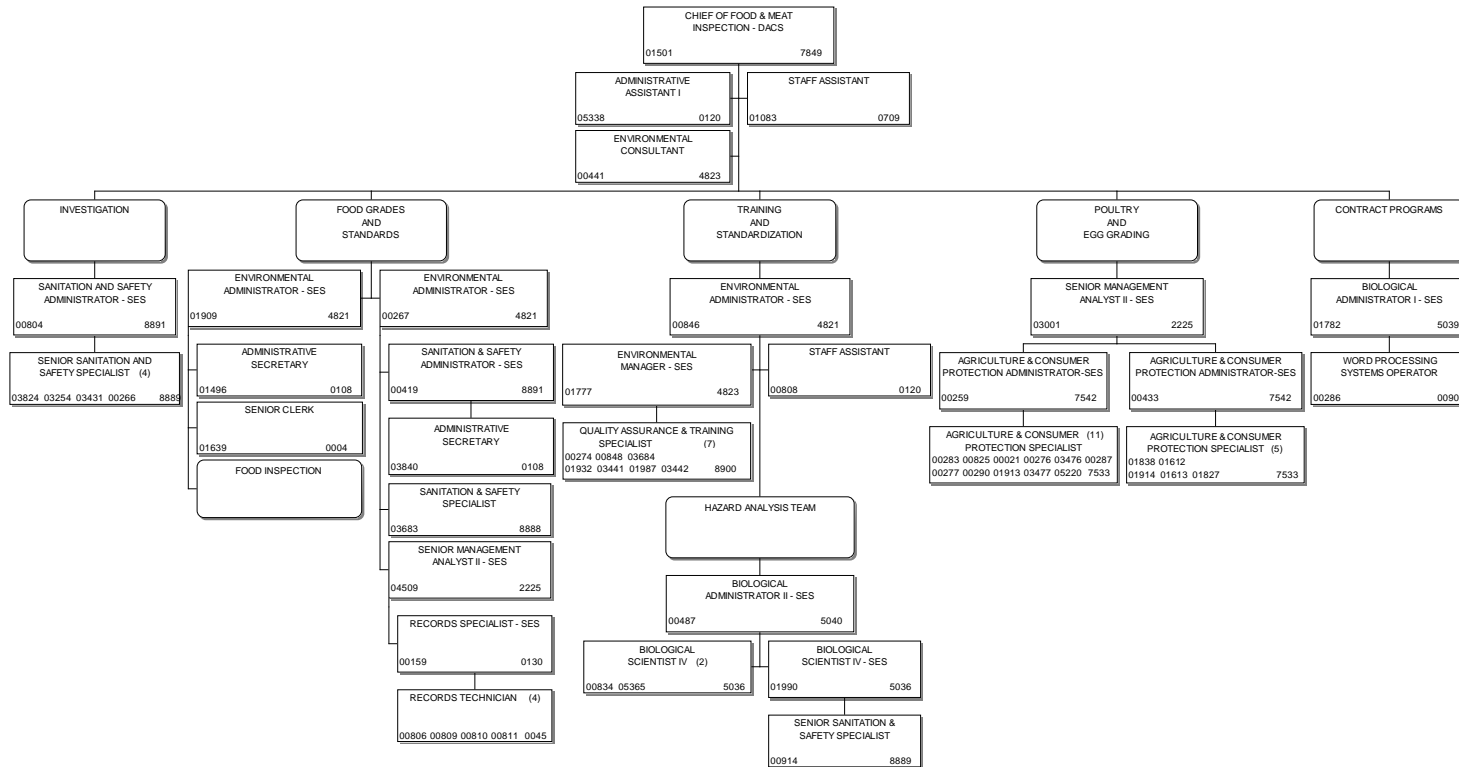 CHIEF OF FOOD & MEAT
INSPECTION - DACS
01501 7849
ADMINISTRATIVE
ASSISTANT I
05338 0120
STAFF ASSISTANT
01083 0709
ENVIRONMENTAL
CONSULTANT
00441 4823
INVESTIGATION
SANITATION AND SAFETY
ADMINISTRATOR - SES
00804 8891
SENIOR SANITATION AND
SAFETY SPECIALIST (4)
03824 03254 03431 00266 8889
FOOD GRADES
AND
STANDARDS
ENVIRONMENTAL
ADMINISTRATOR - SES
01909 4821
ADMINISTRATIVE
SECRETARY
01496 0108
SENIOR CLERK
01639 0004
FOOD INSPECTION
ENVIRONMENTAL
ADMINISTRATOR - SES
00267 4821
SANITATION & SAFETY
ADMINISTRATOR - SES
00419 8891
ADMINISTRATIVE
SECRETARY
03840 0108
SANITATION & SAFETY
SPECIALIST
03683 8888
SENIOR MANAGEMENT
ANALYST II - SES
04509 2225
RECORDS SPECIALIST - SES
00159 0130
RECORDS TECHNICIAN (4)
00806 00809 00810 00811 0045
TRAINING
AND
STANDARDIZATION
ENVIRONMENTAL
ADMINISTRATOR - SES
00846 4821
ENVIRONMENTAL
MANAGER - SES
01777 4823
STAFF ASSISTANT
00808 0120
QUALITY ASSURANCE & TRAINING
SPECIALIST (7)
00274 00848 03684
01932 03441 01987 03442 8900
HAZARD ANALYSIS TEAM
BIOLOGICAL
ADMINISTRATOR II - SES
00487 5040
BIOLOGICAL
SCIENTIST IV (2)
00834 05365 5036
BIOLOGICAL
SCIENTIST IV - SES
01990 5036
SENIOR SANITATION &
SAFETY SPECIALIST
00914 8889
POULTRY
AND
EGG GRADING
SENIOR MANAGEMENT
ANALYST II - SES
03001 2225
AGRICULTURE & CONSUMER
PROTECTION ADMINISTRATOR-SES
00259 7542
AGRICULTURE & CONSUMER (11)
PROTECTION SPECIALIST
00283 00825 00021 00276 03476 00287
00277 00290 01913 03477 05220 7533
AGRICULTURE & CONSUMER
PROTECTION ADMINISTRATOR-SES
00433 7542
AGRICULTURE & CONSUMER
PROTECTION SPECIALIST (5)
01838 01612
01914 01613 01827 7533
CONTRACT PROGRAMS
BIOLOGICAL
ADMINISTRATOR I - SES
01782 5039
WORD PROCESSING
SYSTEMS OPERATOR
00286 0090